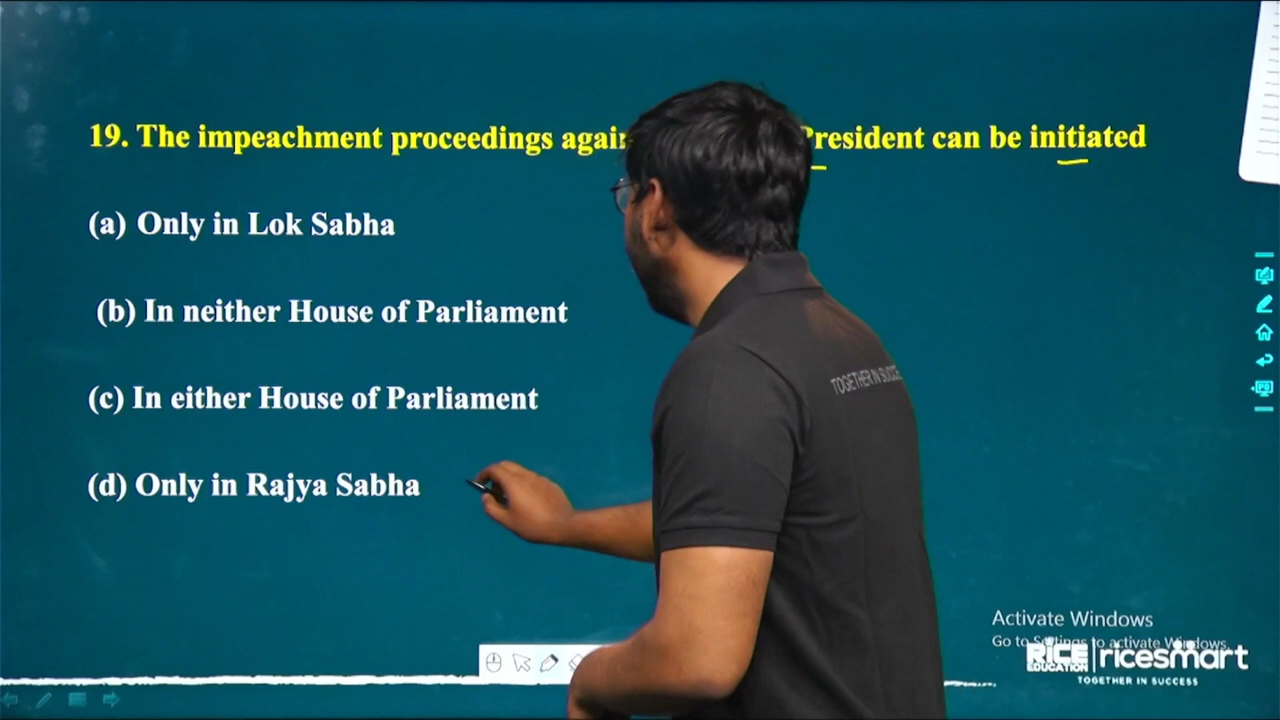 19. The impeachment proceedings President can be initiated
(a) Only in Lok Sabha
(b) In neither House of Parliament
(c) In either House of Parliament
(d) Only in Rajya Sabha
TOGETHER IN
Activate Windows
Go to Settings to activate Windows.
RICE EDUCATION ricesmart
TOGETHER IN SUCCESS